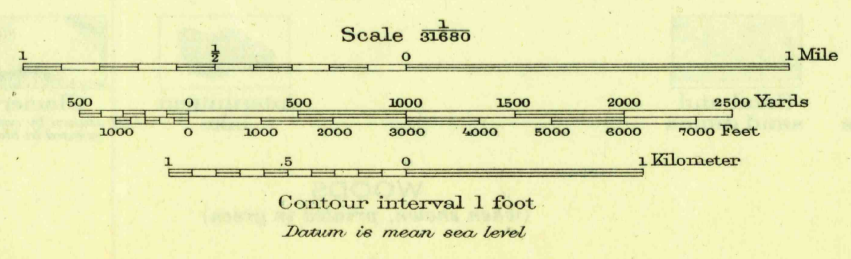 Scale 1/31680
1 1/2 0 1 Mile
500 0 500 1000 1500 2000 2500 Yards
1000 0 1000 2000 3000 4000 5000 6000 7000 Feet
1 .5 0 1 Kilometer
Contour interval 1 foot
Datum is mean sea level
WOODS